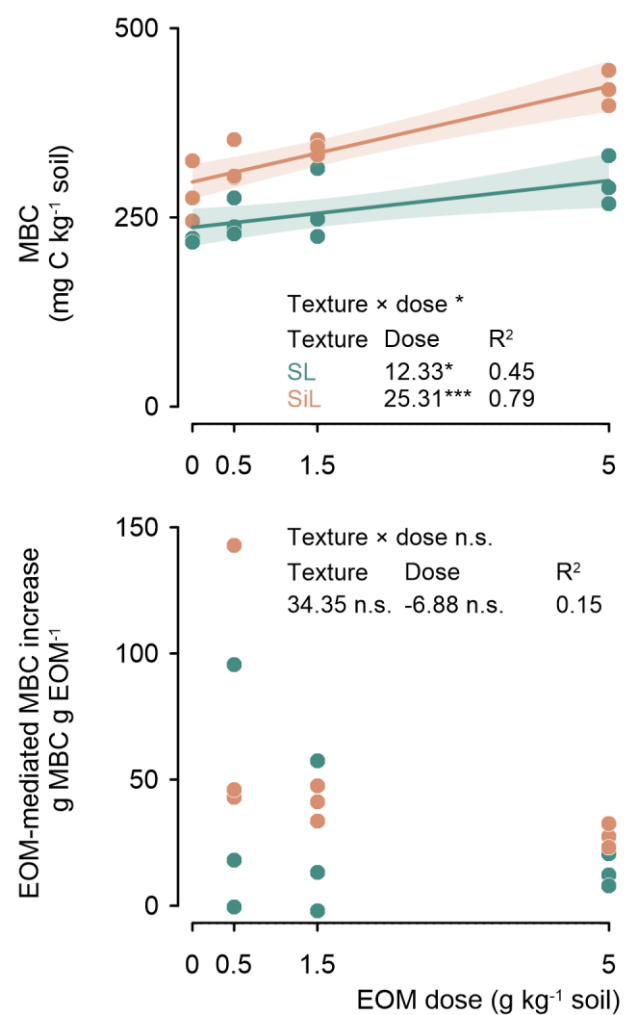 500
250
0
MBC
(mg C kg⁻¹ soil)
Texture × dose *
Texture Dose R²
SL 12.33* 0.45
SiL 25.31*** 0.79
0 0.5 1.5 5
150
100
50
0
EOM-mediated MBC increase
g MBC g EOM⁻¹
Texture × dose n.s.
Texture Dose R²
34.35 n.s. -6.88 n.s. 0.15
0 0.5 1.5 5
EOM dose (g kg⁻¹ soil)